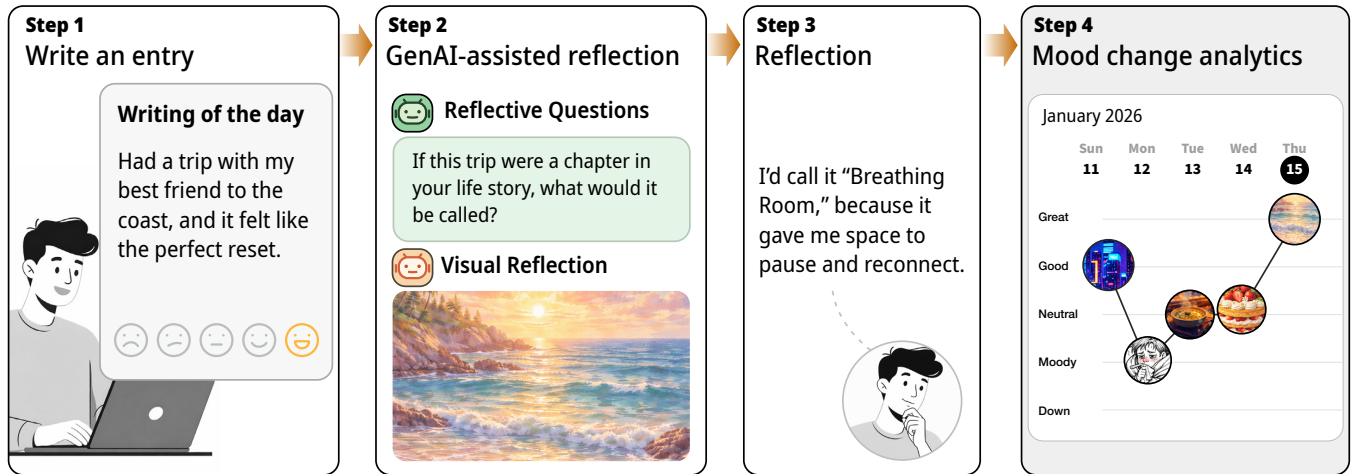 Step 1
Write an entry
Writing of the day
Had a trip with my
best friend to the
coast, and it felt like
the perfect reset.
Step 2
GenAI-assisted reflection
Reflective Questions
If this trip were a chapter in
your life story, what would it
be called?
Visual Reflection
Step 3
Reflection
I’d call it “Breathing
Room,” because it
gave me space to
pause and reconnect.
Step 4
Mood change analytics
January 2026
Sun Mon Tue Wed Thu
11 12 13 14 15
Great
Good
Neutral
Moody
Down